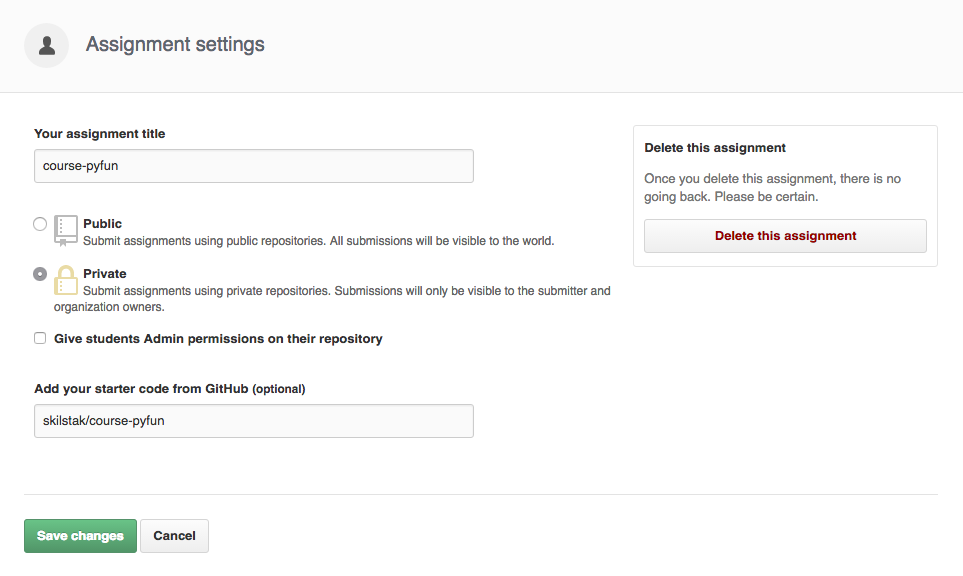 Assignment settings
Your assignment title
course-pyfun
Public
Submit assignments using public repositories. All submissions will be visible to the world.
Private
Submit assignments using private repositories. Submissions will only be visible to the submitter and
organization owners.
Give students Admin permissions on their repository
Add your starter code from GitHub (optional)
skilstak/course-pyfun
Save changes
Cancel
Delete this assignment
Once you delete this assignment, there is no
going back. Please be certain.
Delete this assignment